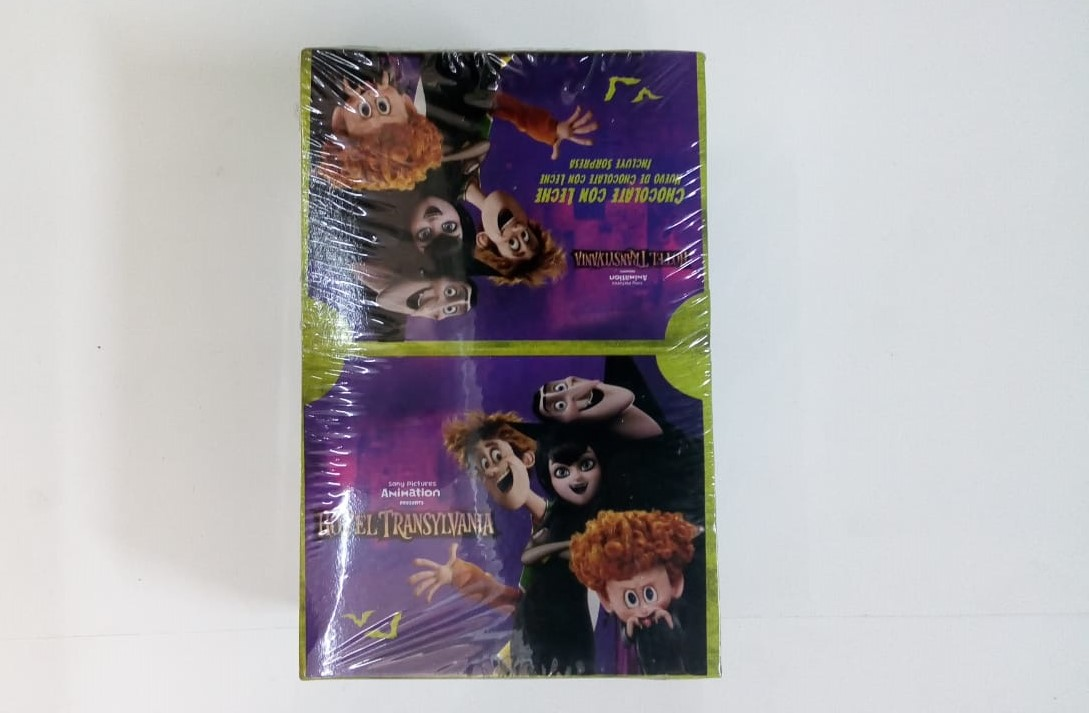 CHOCOLATE CON LECHE
HUEVO DE CHOCOLATE CON LECHE
INCLUYE SORPRESA
HOTEL TRANSYLVANIA
PRESENTS
Sony Pictures
ANIMATION
Sony Pictures
ANIMATION
PRESENTS
HOTEL TRANSYLVANIA